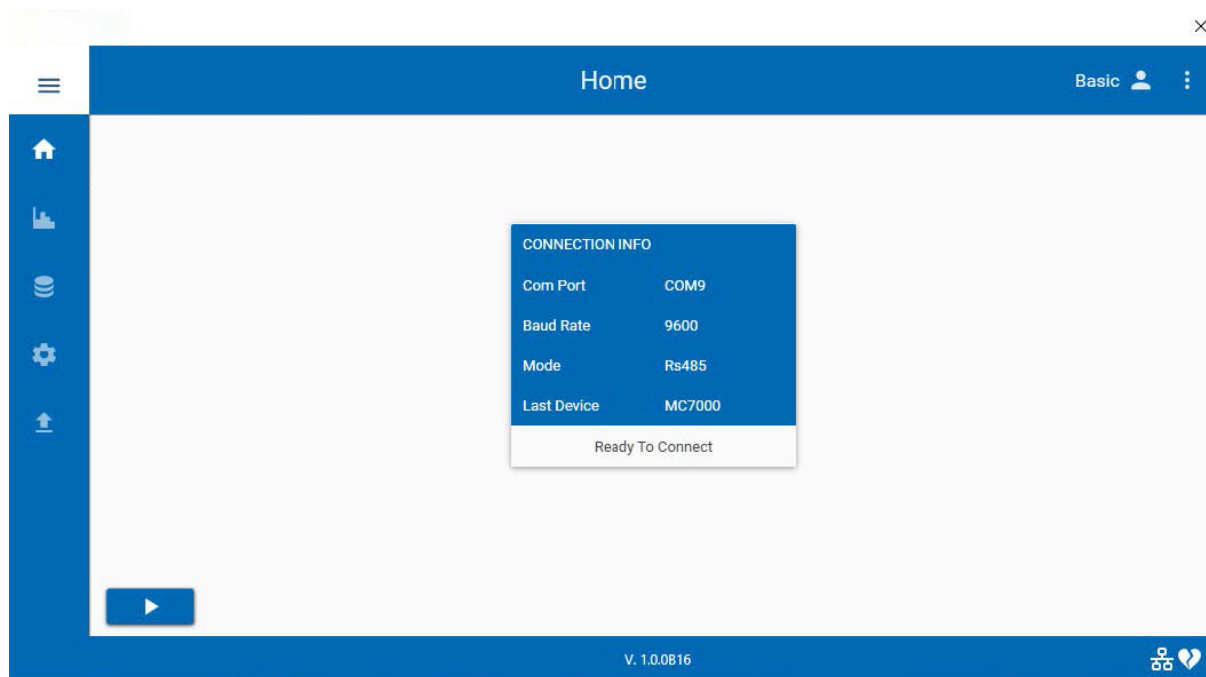 Home
Basic
CONNECTION INFO
Com Port COM9
Baud Rate 9600
Mode Rs485
Last Device MC7000
Ready To Connect
V. 1.0.0B16